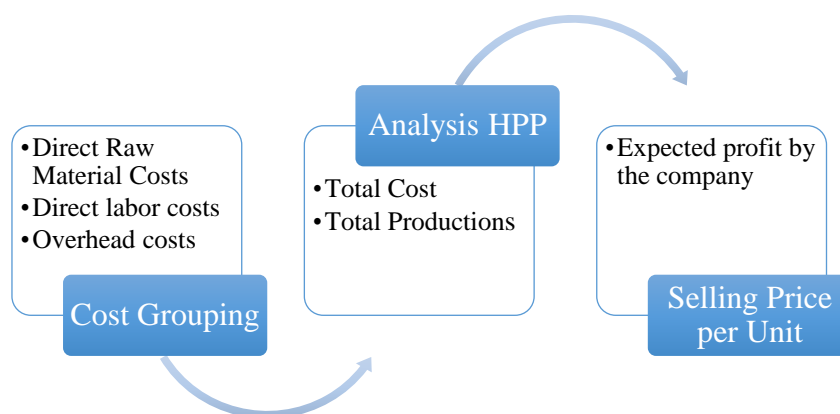 •Direct Raw
Material Costs
•Direct labor costs
•Overhead costs
Cost Grouping
Analysis HPP
•Total Cost
•Total Productions
•Expected profit by
the company
Selling Price
per Unit